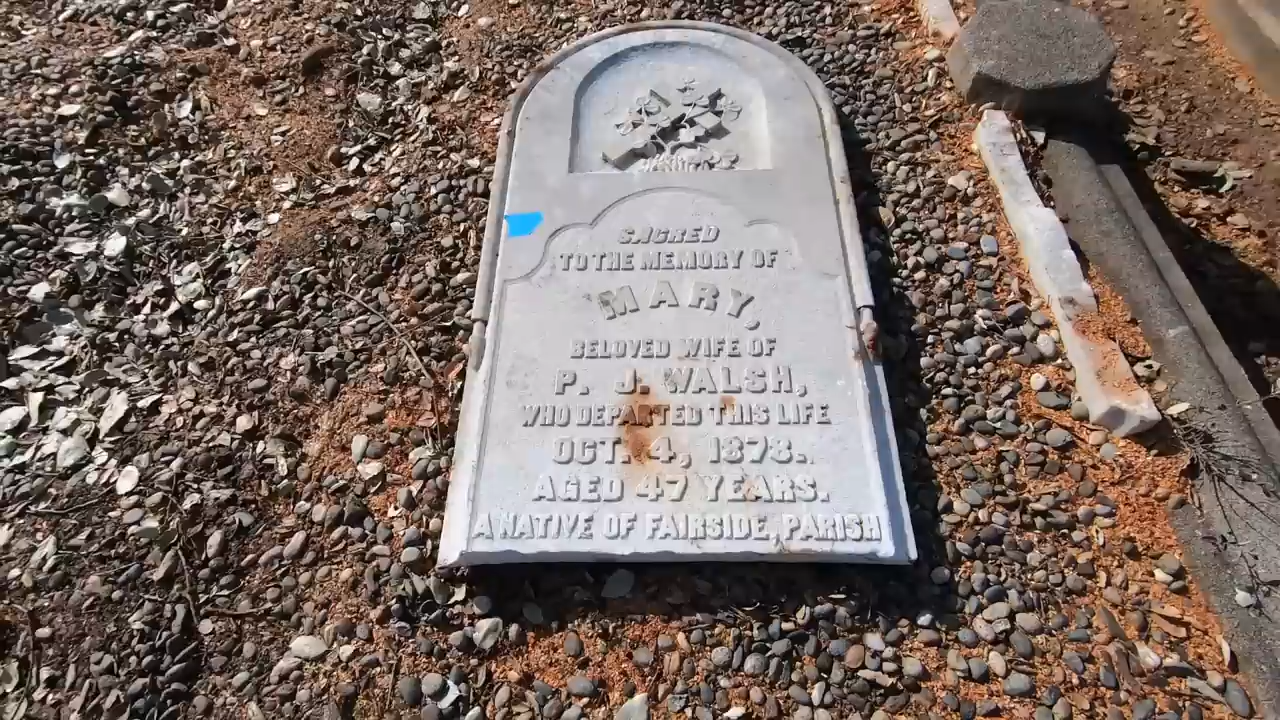 SACRED
TO THE MEMORY OF
MARY,
BELOVED WIFE OF
P. J. WALSH,
WHO DEPARTED THIS LIFE
OCT. 4, 1878.
AGED 47 YEARS.
A NATIVE OF FAIRSIDE, PARISH